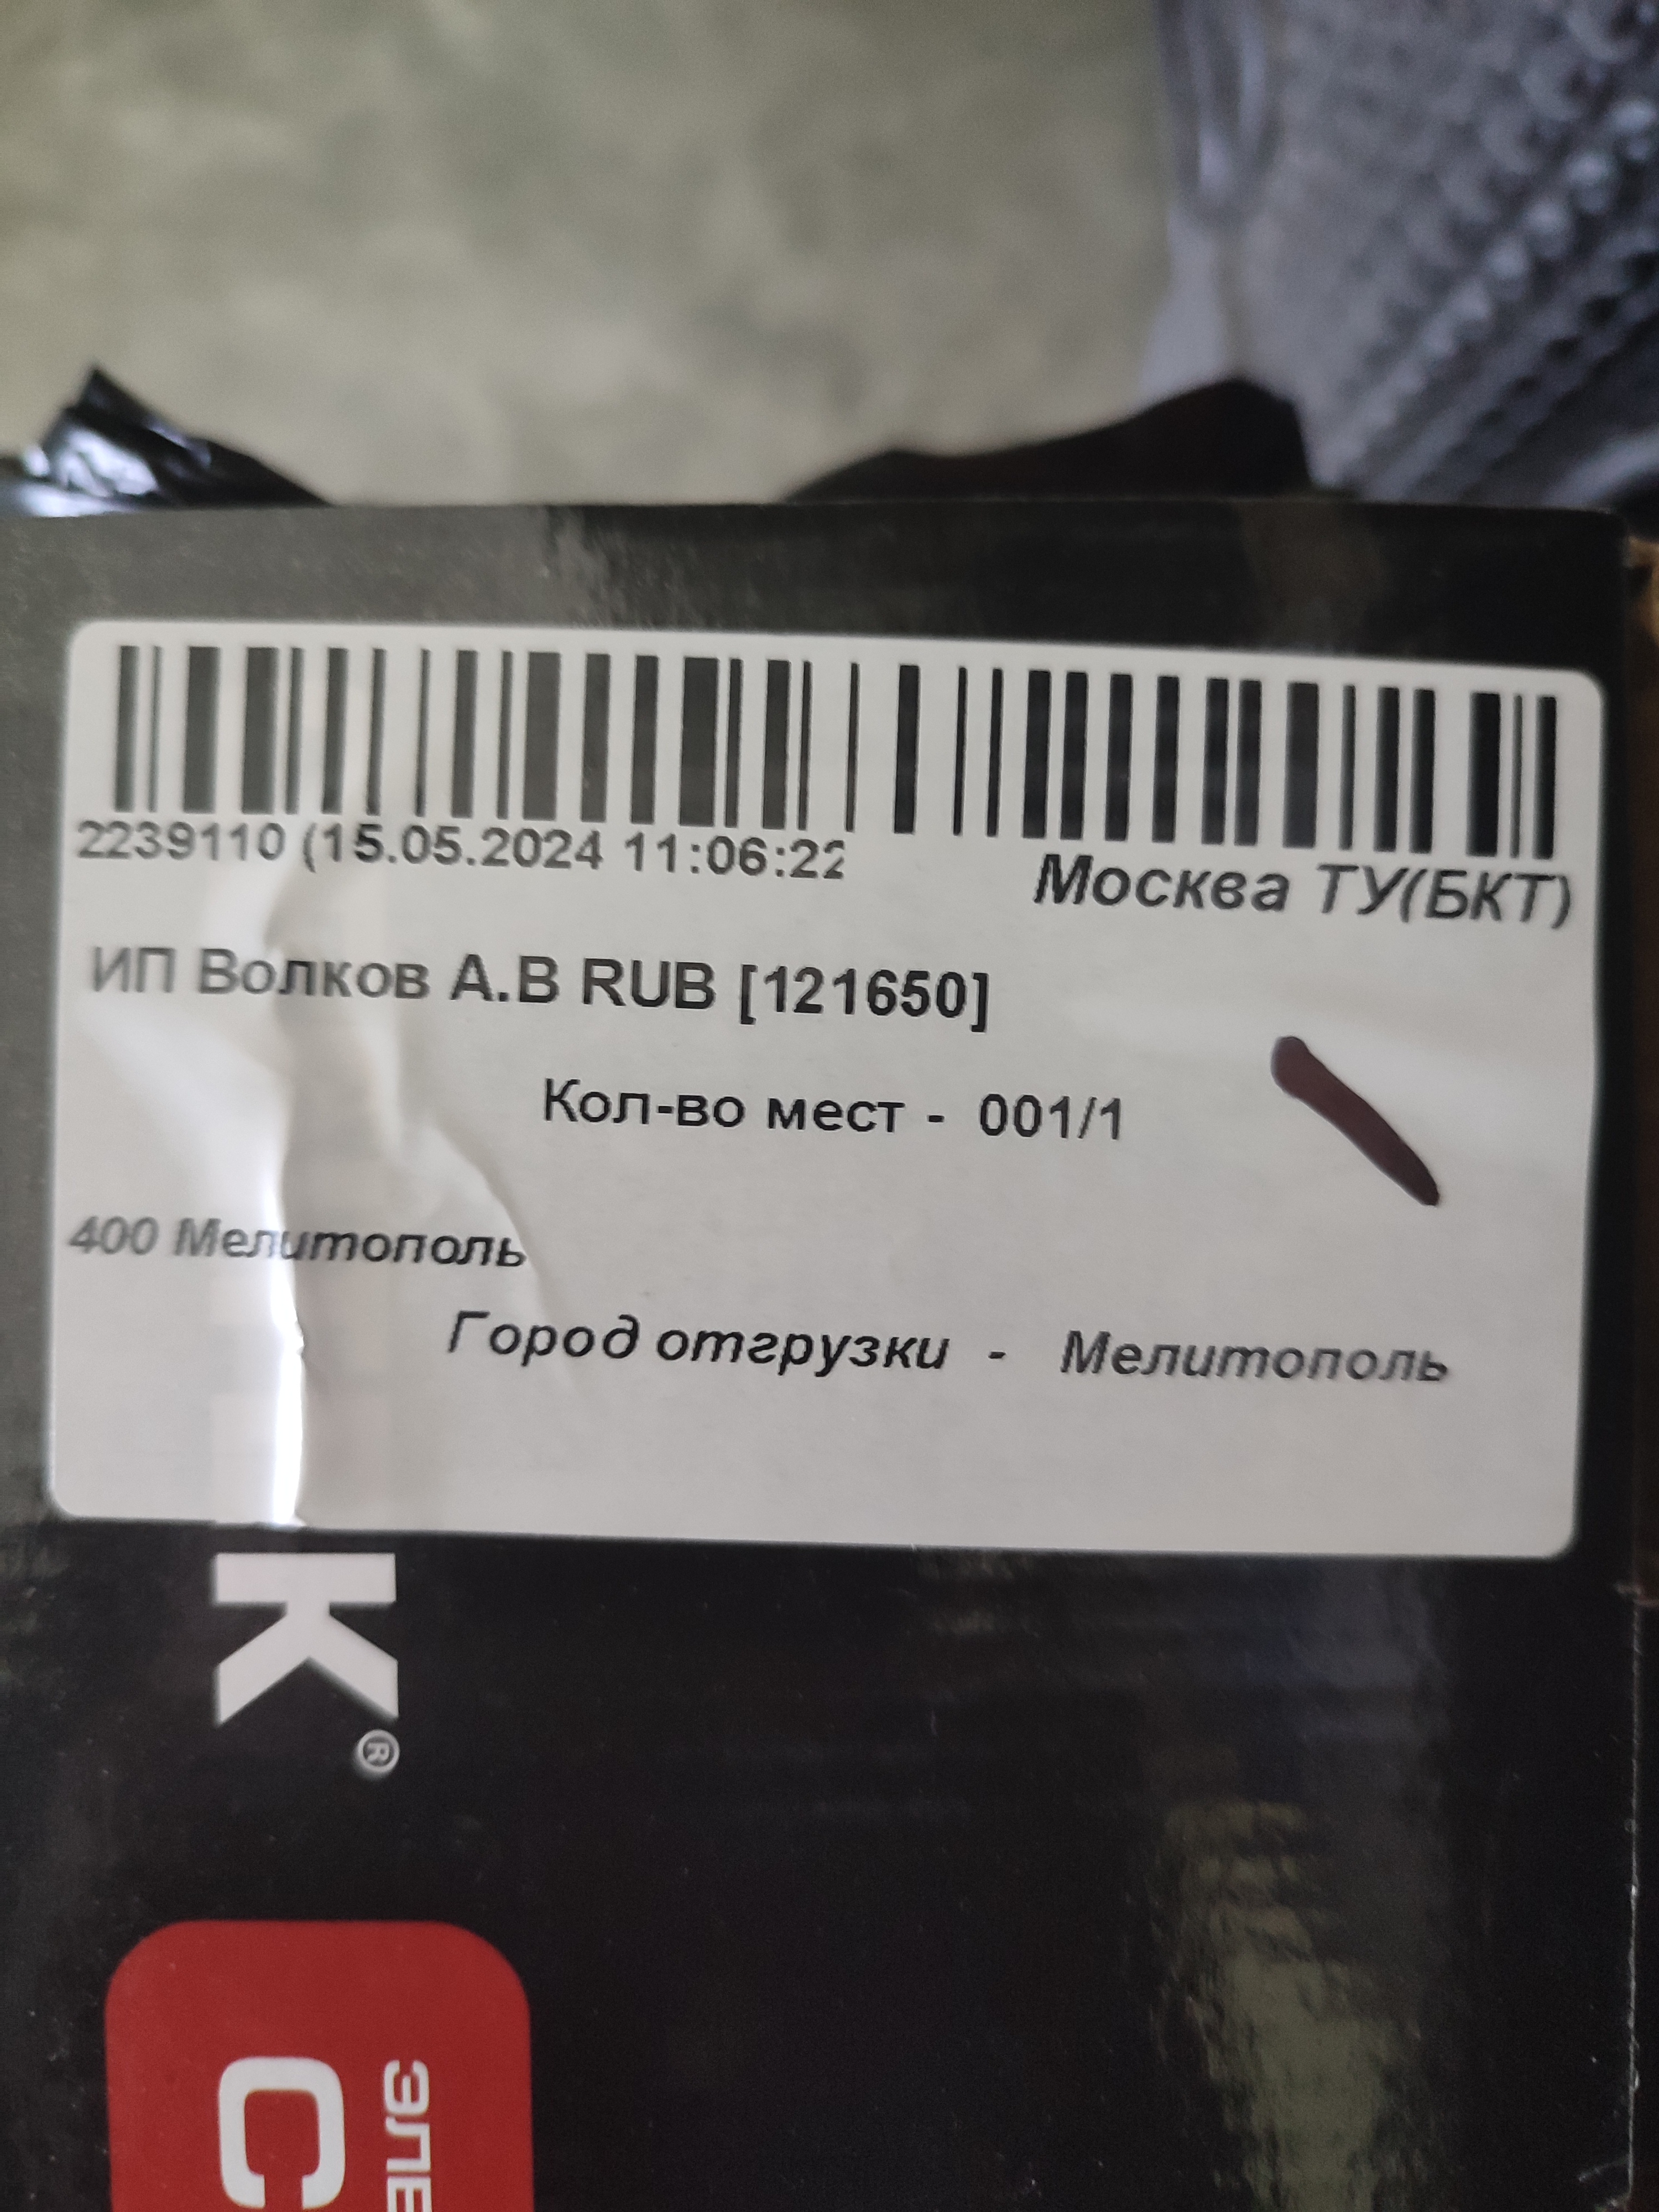 2239110 (15.05.2024 11:06:22
Москва ТУ(БКТ)
ИП Волков А.В RUB [121650]
Кол-во мест - 001/1
400 Мелитополь
Город отгрузки - Мелитополь
K®
ЭЛЕ
С